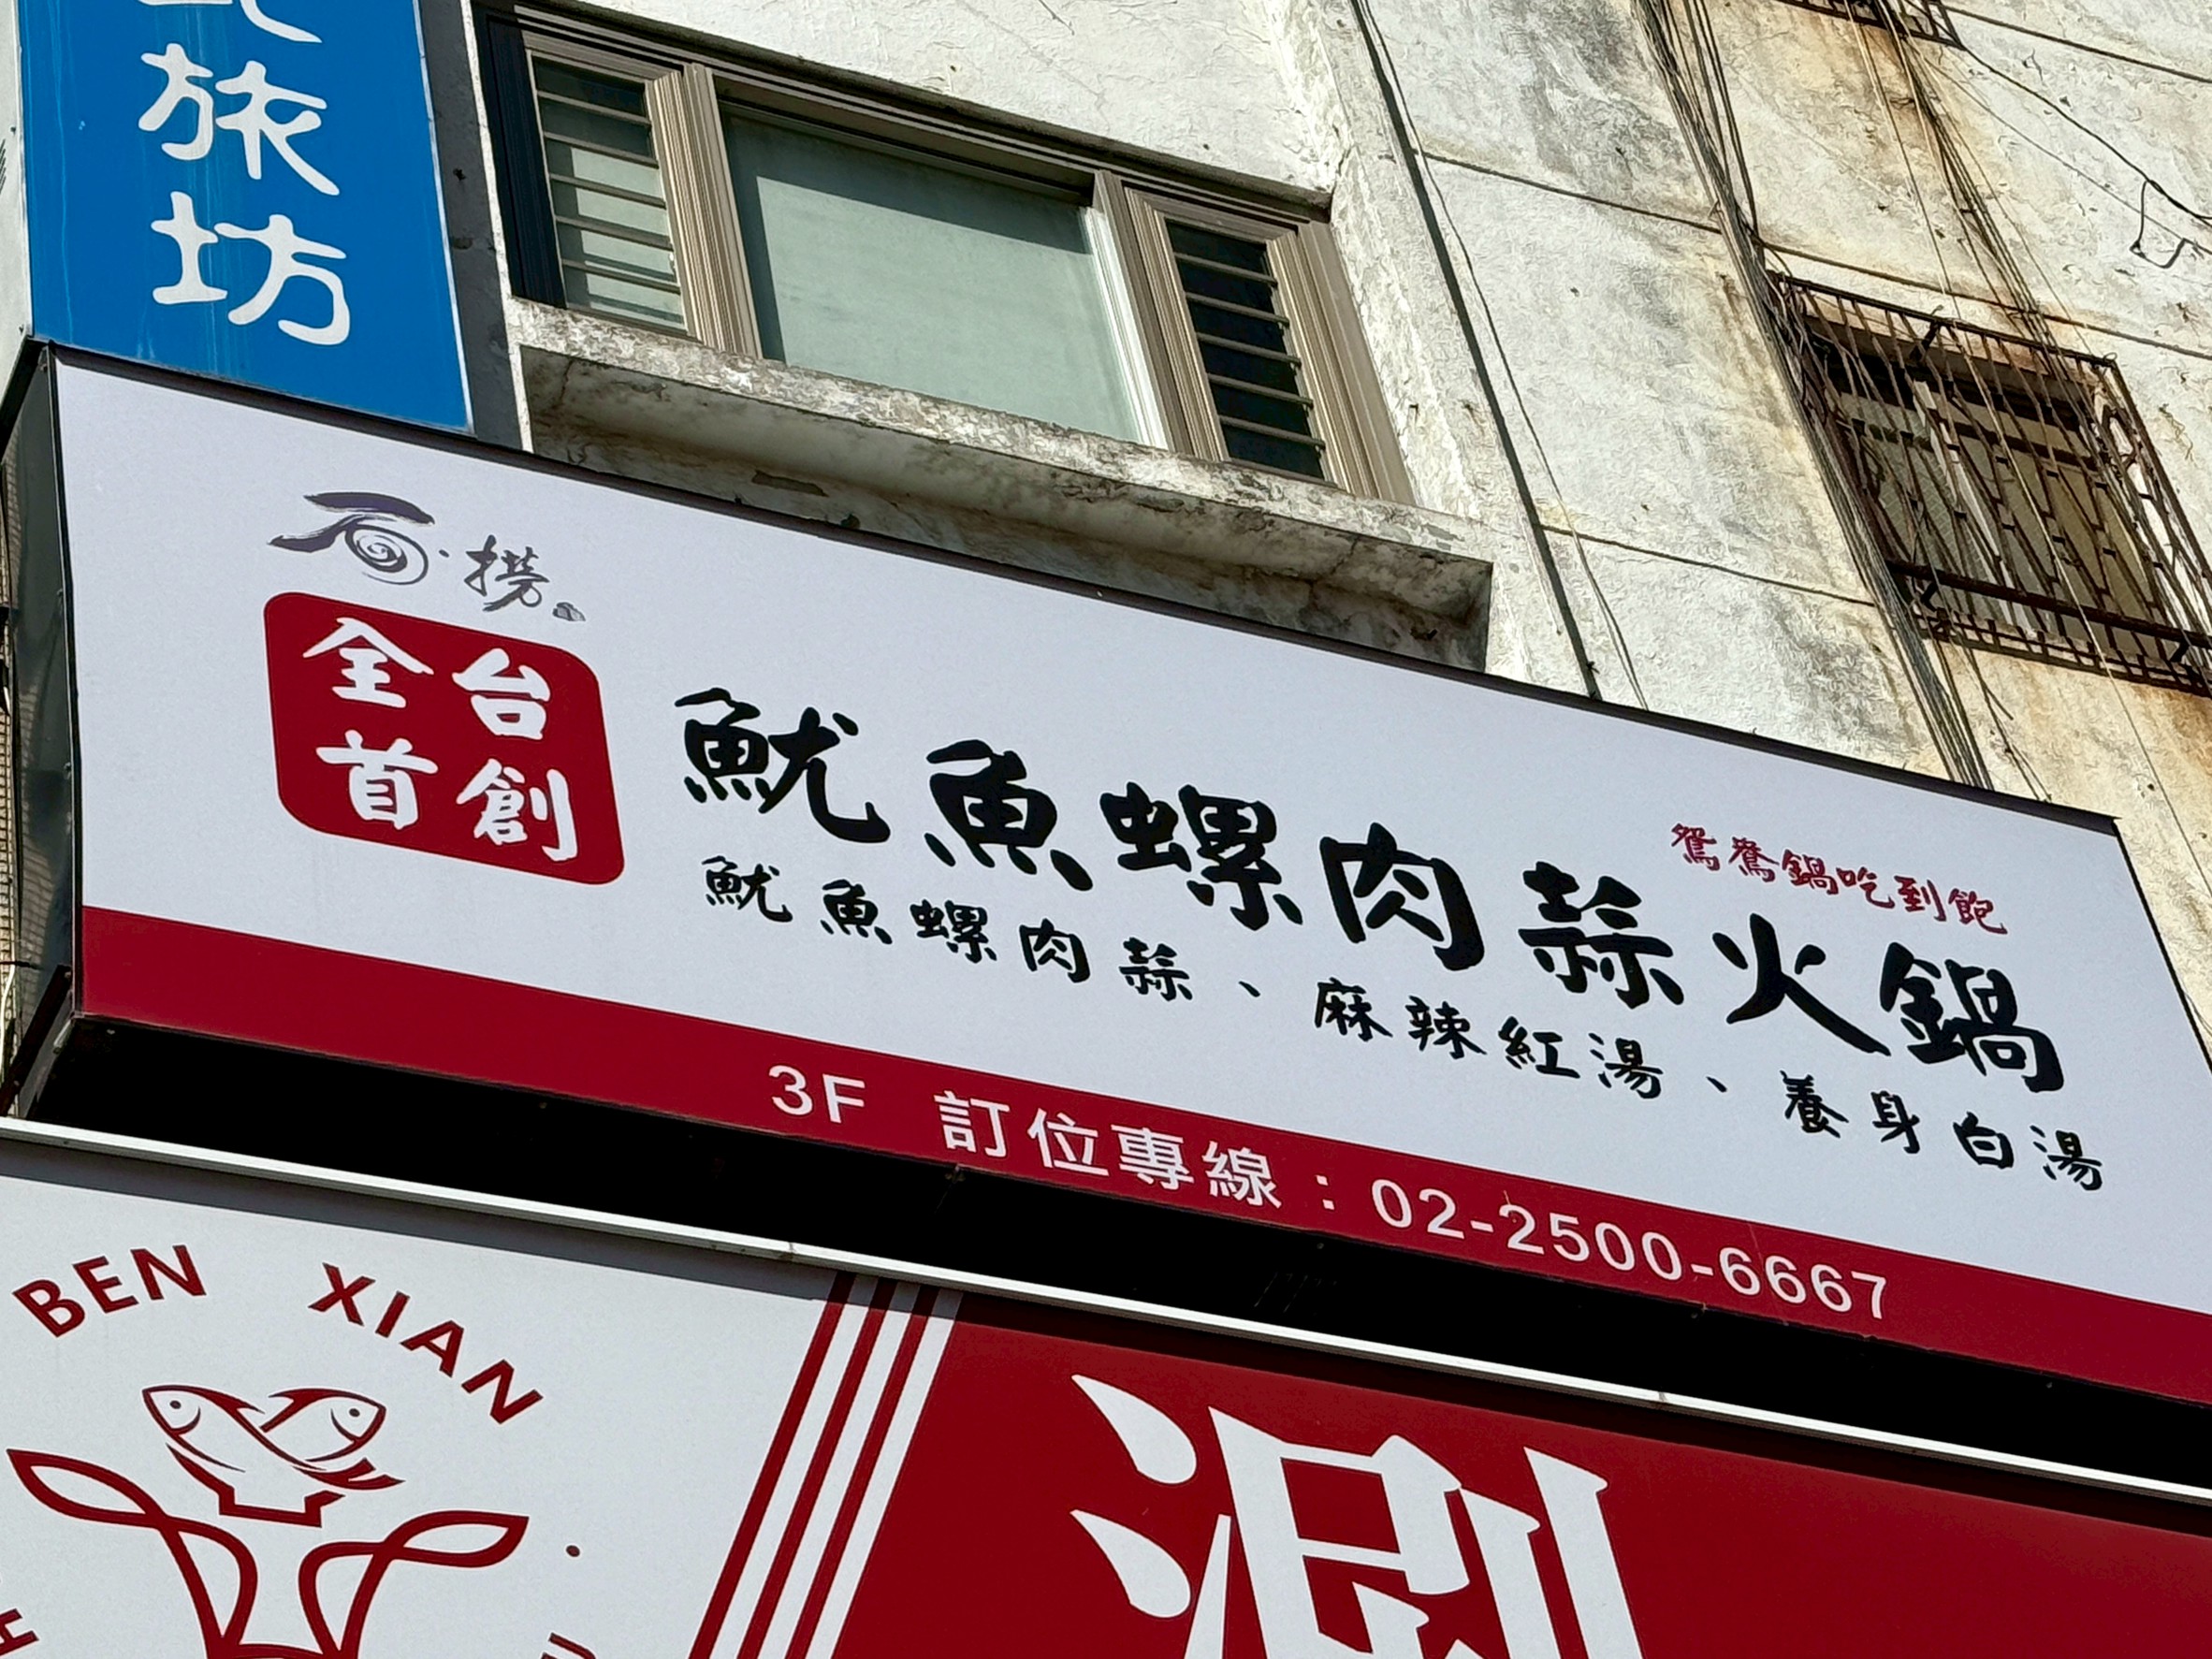 旅坊
石‧撈
全台
首創
魷魚螺肉蒜火鍋
鴛鴦鍋吃到飽
魷魚螺肉蒜、麻辣紅湯、養身白湯
3F 訂位專線：02-2500-6667
BEN XIAN